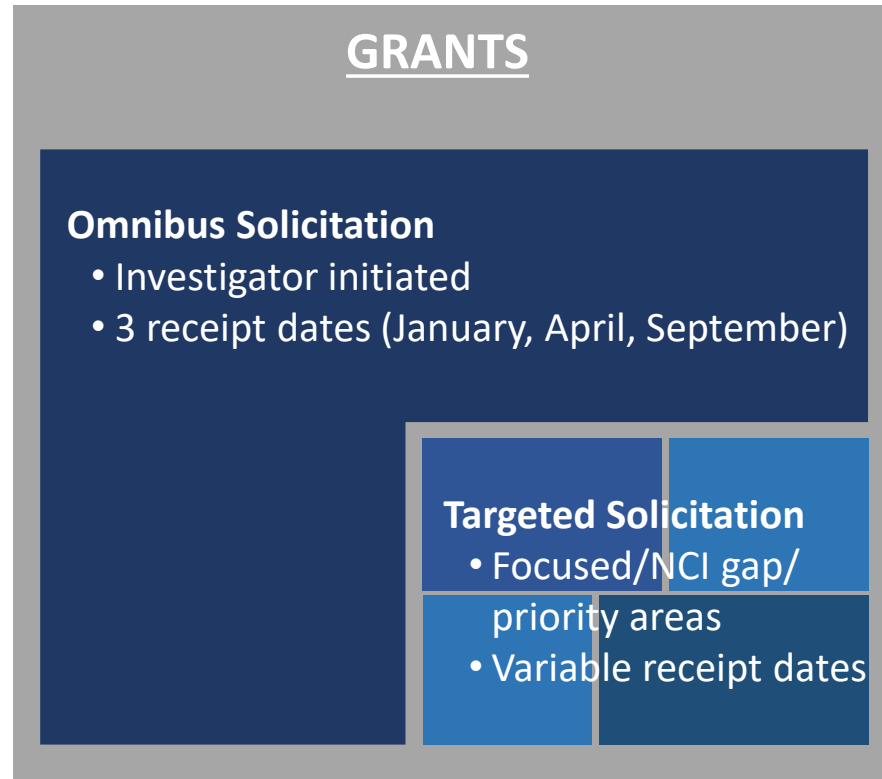 GRANTS
Omnibus Solicitation
• Investigator initiated
• 3 receipt dates (January, April, September)
Targeted Solicitation
• Focused/NCI gap/
priority areas
• Variable receipt dates